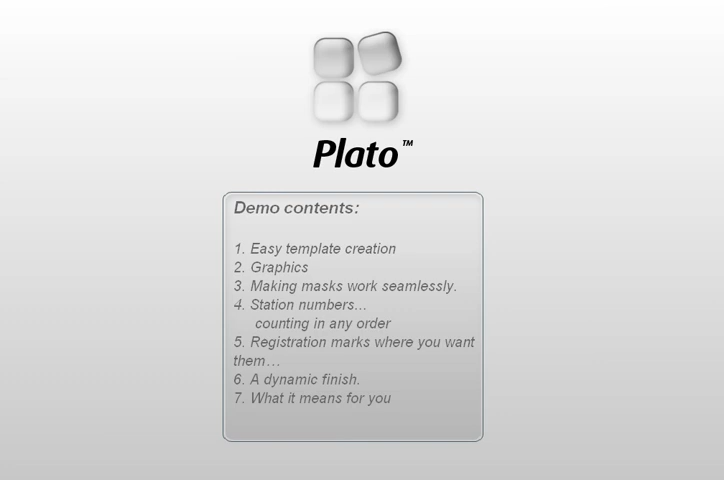 Plato™
Demo contents:
1. Easy template creation
2. Graphics
3. Making masks work seamlessly.
4. Station numbers...
counting in any order
5. Registration marks where you want
them...
6. A dynamic finish.
7. What it means for you